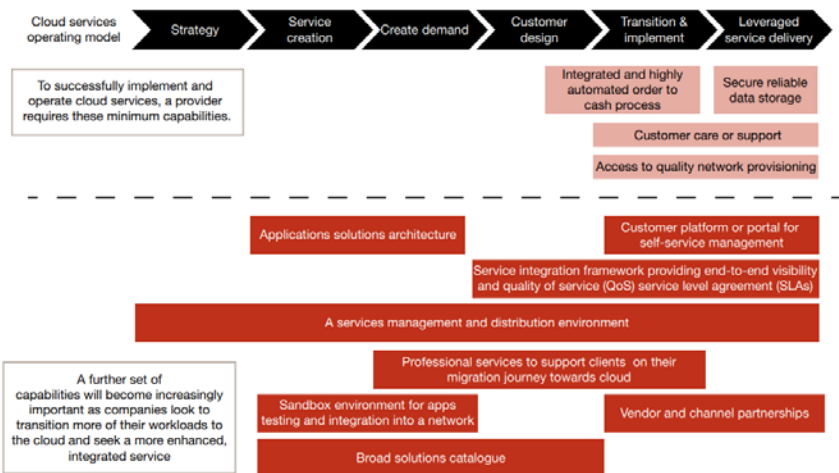 Cloud services
operating model
Strategy
Service
creation
Create demand
Customer
design
Transition &
implement
Leveraged
service delivery
To successfully implement and
operate cloud services, a provider
requires these minimum capabilities.
Integrated and highly
automated order to
cash process
Secure reliable
data storage
Customer care or support
Access to quality network provisioning
Applications solutions architecture
Customer platform or portal for
self-service management
Service integration framework providing end-to-end visibility
and quality of service (QoS) service level agreement (SLAs)
A services management and distribution environment
Professional services to support clients on their
migration journey towards cloud
A further set of
capabilities will become increasingly
important as companies look to
transition more of their workloads to
the cloud and seek a more enhanced,
integrated service
Sandbox environment for apps
testing and integration into a network
Vendor and channel partnerships
Broad solutions catalogue